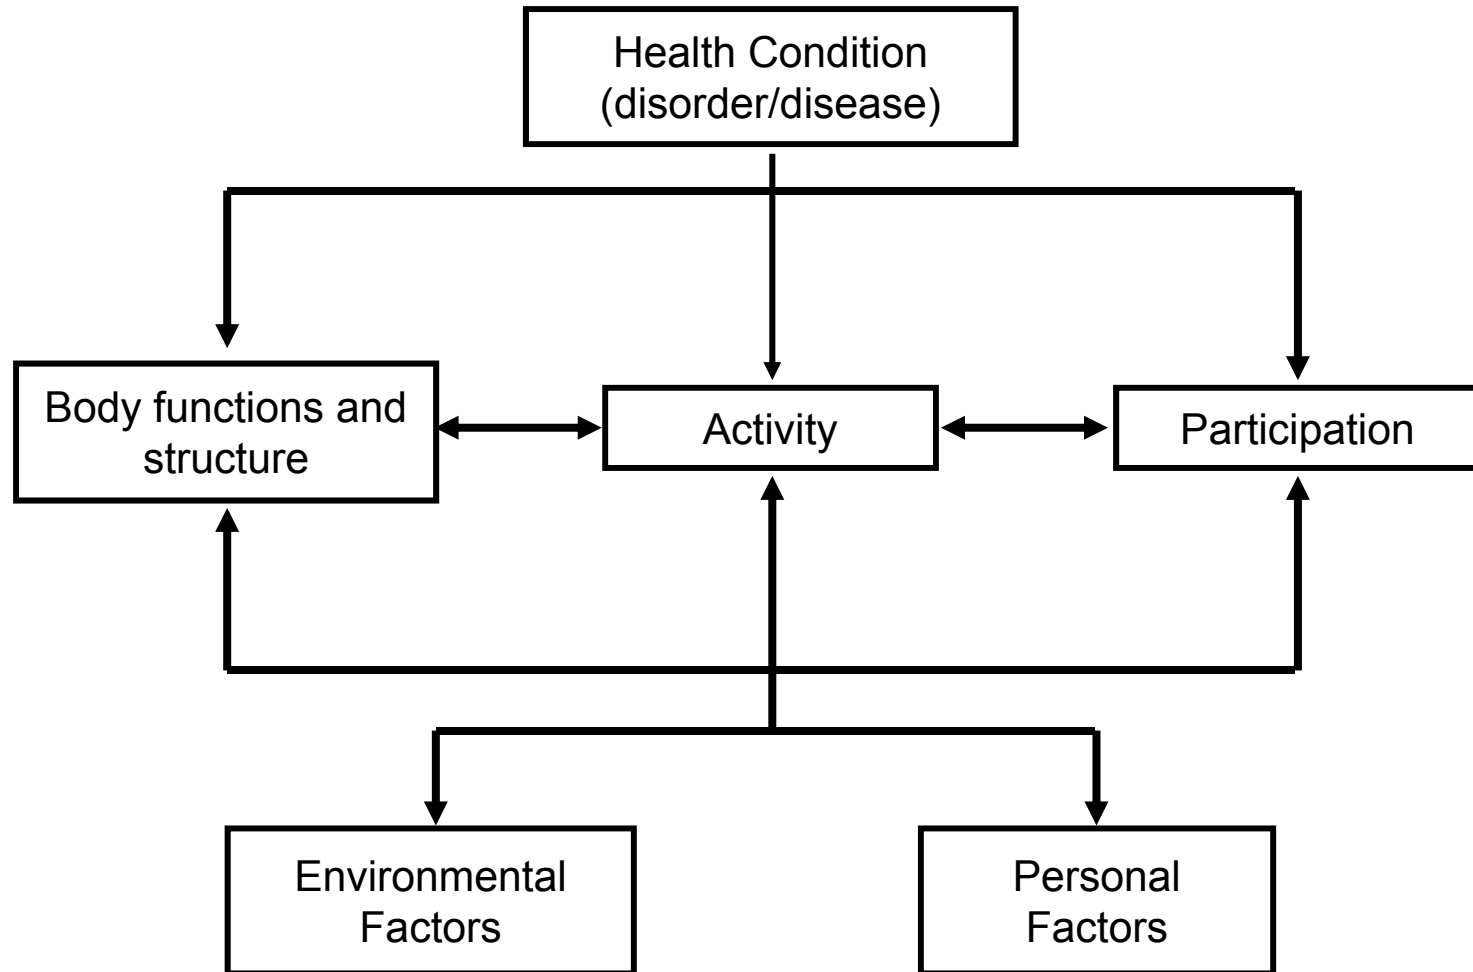 Health Condition
(disorder/disease)
Body functions and
structure
Activity
Participation
Environmental
Factors
Personal
Factors